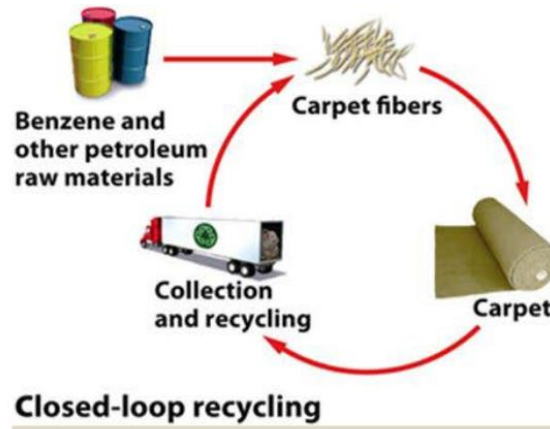 Carpet fibers
Benzene and
other petroleum
raw materials
Collection
and recycling
Carpet
Closed-loop recycling